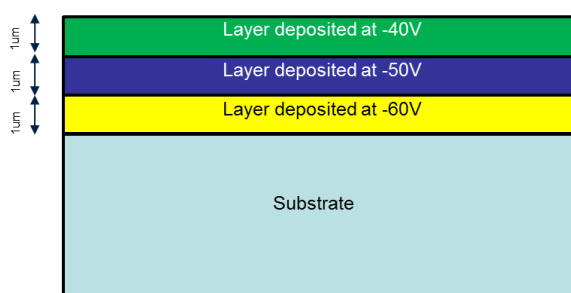 1um
Layer deposited at -40V
1um
Layer deposited at -50V
1um
Layer deposited at -60V
Substrate